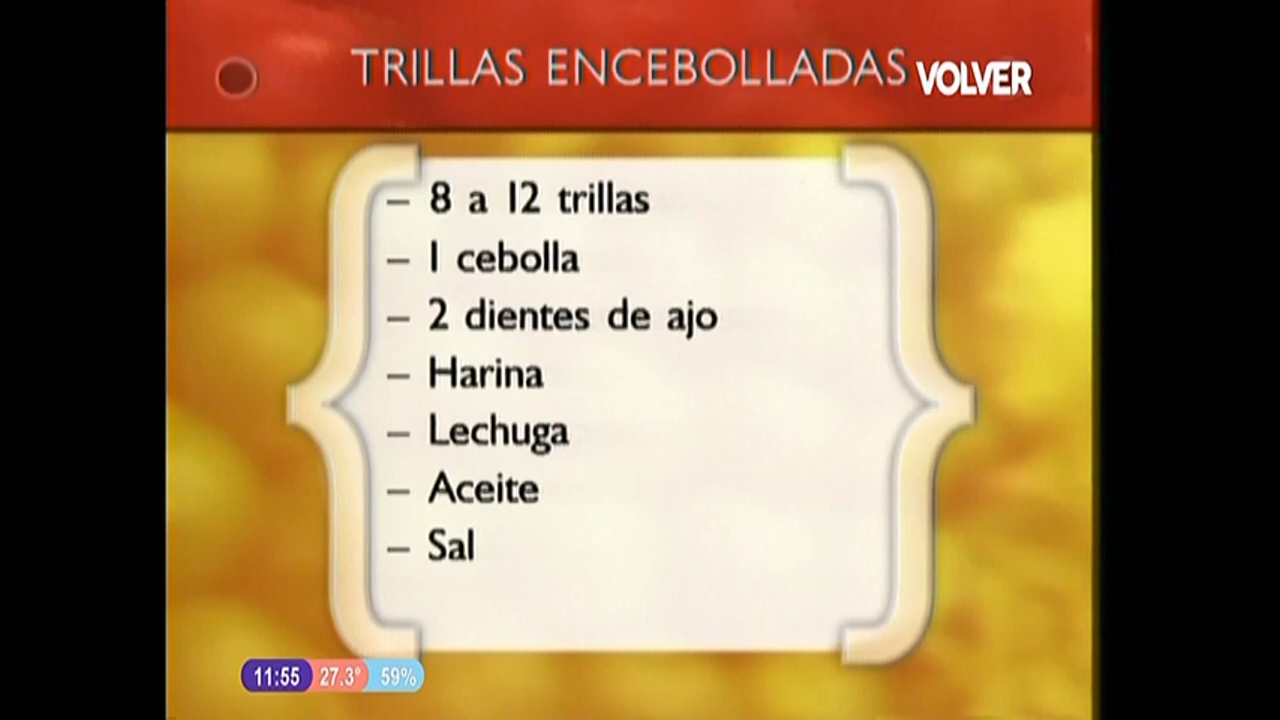 TRILLAS ENCEBOLLADAS
VOLVER
– 8 a 12 trillas
– 1 cebolla
– 2 dientes de ajo
– Harina
– Lechuga
– Aceite
– Sal
11:55 27.3° 59%